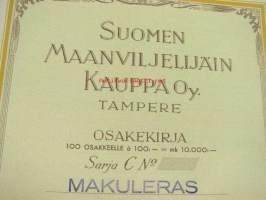 SUOMEN
MAANVILJELIJÄIN
KAUPPA OY.
TAMPERE
OSAKEKIRJA
100 OSAKKEELLE à 100:— = mk 10.000:—
Sarja C No
MAKULERAS